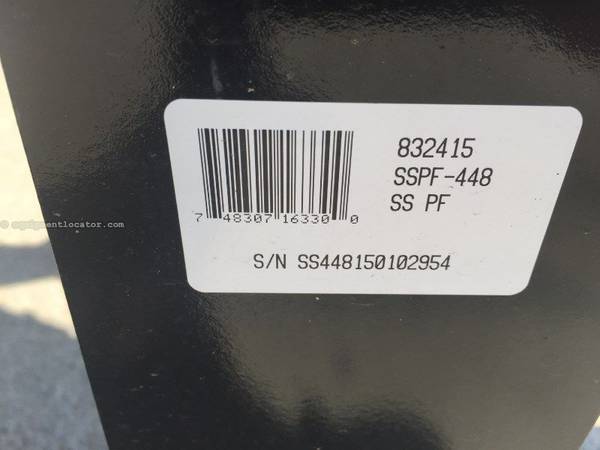 832415
SSPF-448
SS PF
7 48307 16330 0
S/N SS448150102954
© equipmentlocator.com